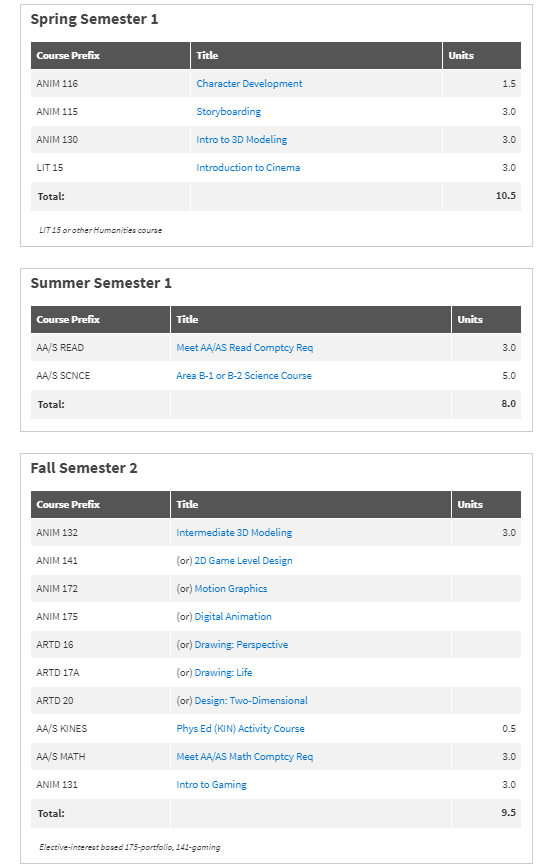 Spring Semester 1
Course Prefix Title Units
ANIM 116 Character Development 1.5
ANIM 115 Storyboarding 3.0
ANIM 130 Intro to 3D Modeling 3.0
LIT 15 Introduction to Cinema 3.0
Total: 10.5
LIT 15 or other Humanities course
Summer Semester 1
Course Prefix Title Units
AA/S READ Meet AA/AS Read Comptcy Req 3.0
AA/S SCNCE Area B-1 or B-2 Science Course 5.0
Total: 8.0
Fall Semester 2
Course Prefix Title Units
ANIM 132 Intermediate 3D Modeling 3.0
ANIM 141 (or) 2D Game Level Design
ANIM 172 (or) Motion Graphics
ANIM 175 (or) Digital Animation
ARTD 16 (or) Drawing: Perspective
ARTD 17A (or) Drawing: Life
ARTD 20 (or) Design: Two-Dimensional
AA/S KINES Phys Ed (KIN) Activity Course 0.5
AA/S MATH Meet AA/AS Math Comptcy Req 3.0
ANIM 131 Intro to Gaming 3.0
Total: 9.5
Elective-interest based 175-portfolio, 141-gaming